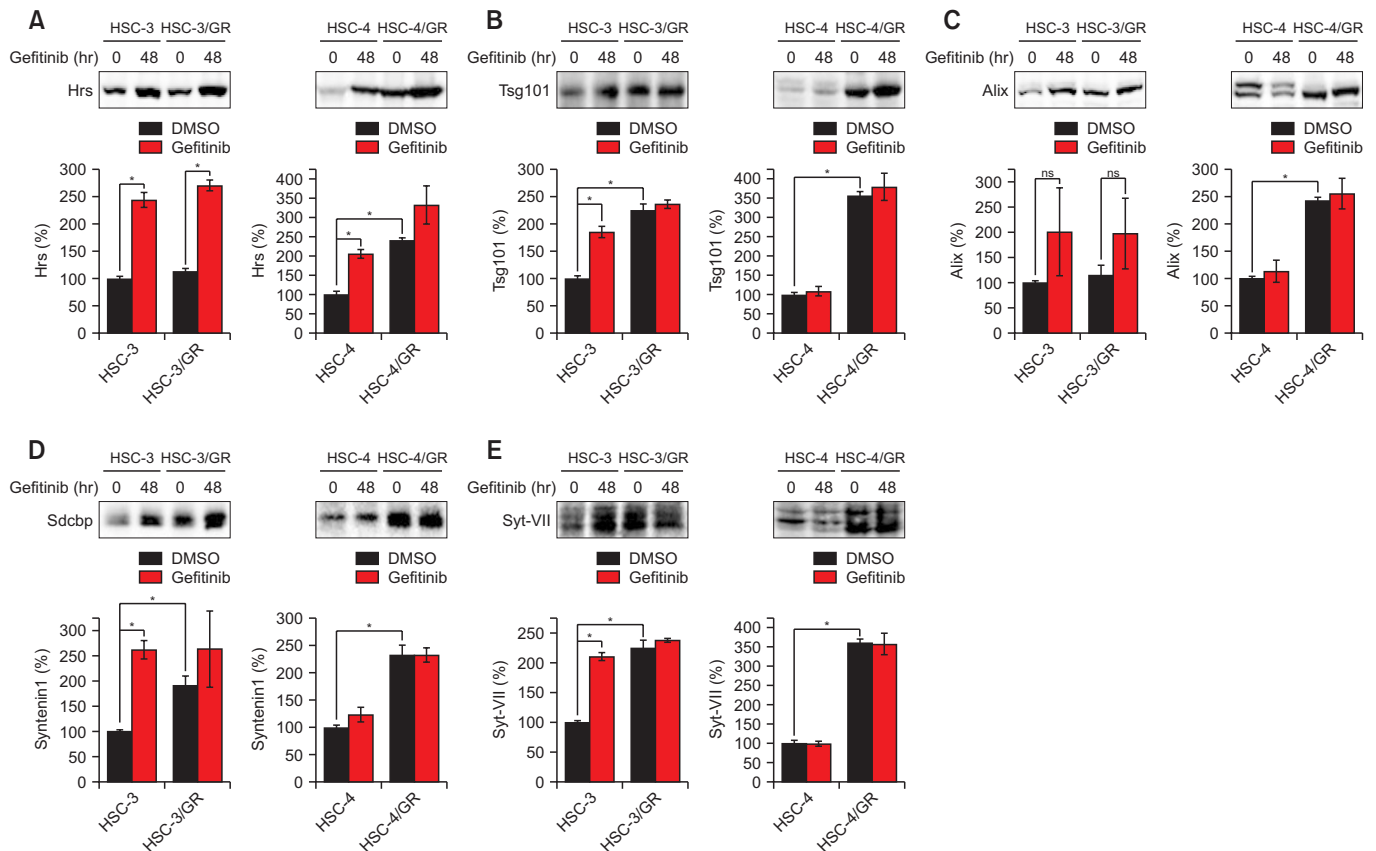 A
HSC-3 HSC-3/GR
Gefitinib (hr) 0 48 0 48
Hrs
DMSO
Gefitinib
Hrs (%)
300
250
200
150
100
50
0
*
*
HSC-3
HSC-3/GR
HSC-4 HSC-4/GR
0 48 0 48
DMSO
Gefitinib
Hrs (%)
400
350
300
250
200
150
100
50
0
*
*
HSC-4
HSC-4/GR
B
HSC-3 HSC-3/GR
Gefitinib (hr) 0 48 0 48
Tsg101
DMSO
Gefitinib
Tsg101 (%)
300
250
200
150
100
50
0
*
*
HSC-3
HSC-3/GR
HSC-4 HSC-4/GR
0 48 0 48
DMSO
Gefitinib
Tsg101 (%)
400
350
300
250
200
150
100
50
0
*
HSC-4
HSC-4/GR
C
HSC-3 HSC-3/GR
Gefitinib (hr) 0 48 0 48
Alix
DMSO
Gefitinib
Alix (%)
300
250
200
150
100
50
0
ns
ns
HSC-3
HSC-3/GR
HSC-4 HSC-4/GR
0 48 0 48
DMSO
Gefitinib
Alix (%)
300
250
200
150
100
50
0
*
HSC-4
HSC-4/GR
D
HSC-3 HSC-3/GR
Gefitinib (hr) 0 48 0 48
Sdcbp
DMSO
Gefitinib
Syntenin1 (%)
300
250
200
150
100
50
0
*
*
HSC-3
HSC-3/GR
HSC-4 HSC-4/GR
0 48 0 48
DMSO
Gefitinib
Syntenin1 (%)
300
250
200
150
100
50
0
*
HSC-4
HSC-4/GR
E
HSC-3 HSC-3/GR
Gefitinib (hr) 0 48 0 48
Syt-VII
DMSO
Gefitinib
Syt-VII (%)
300
250
200
150
100
250
0
*
*
HSC-3
HSC-3/GR
HSC-4 HSC-4/GR
0 48 0 48
DMSO
Gefitinib
Syt-VII (%)
400
350
300
250
200
150
100
50
0
*
HSC-4
HSC-4/GR